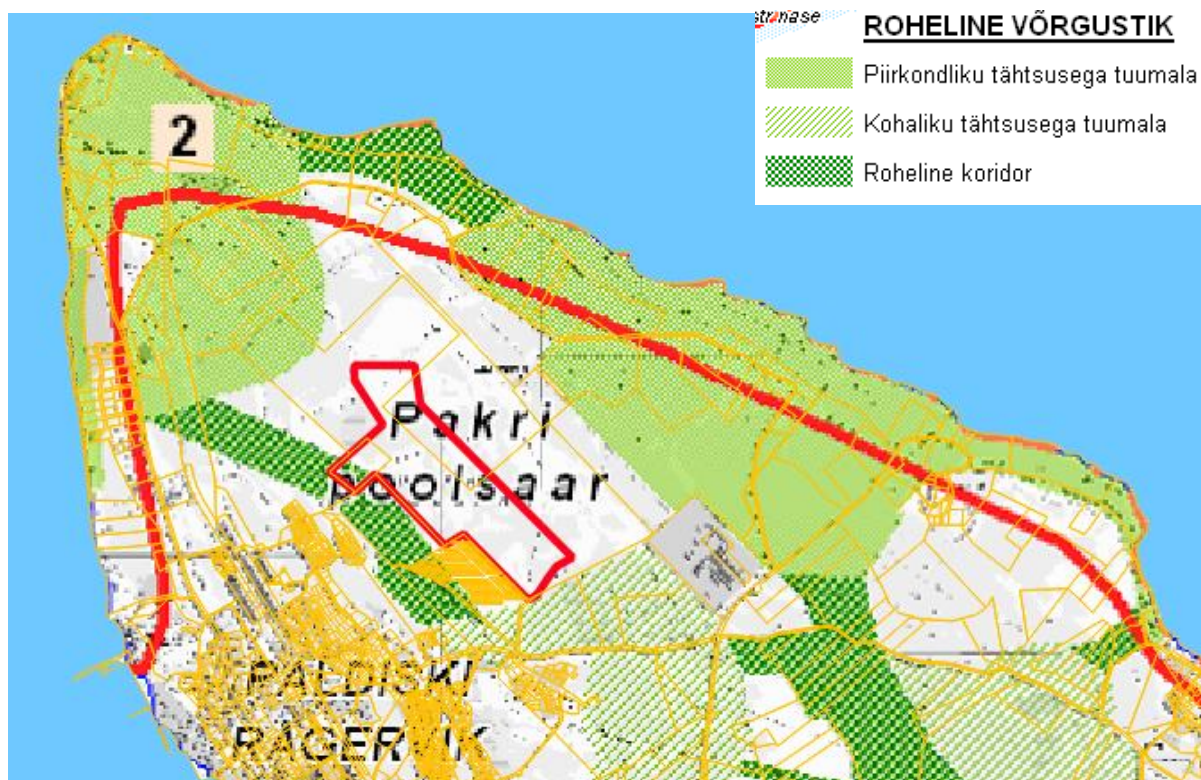 ROHELINE VÕRGUSTIK
Piirkondliku tähtsusega tuumala
Kohaliku tähtsusega tuumala
Roheline koridor
2
Pakri
poolsaar
PALDISKI